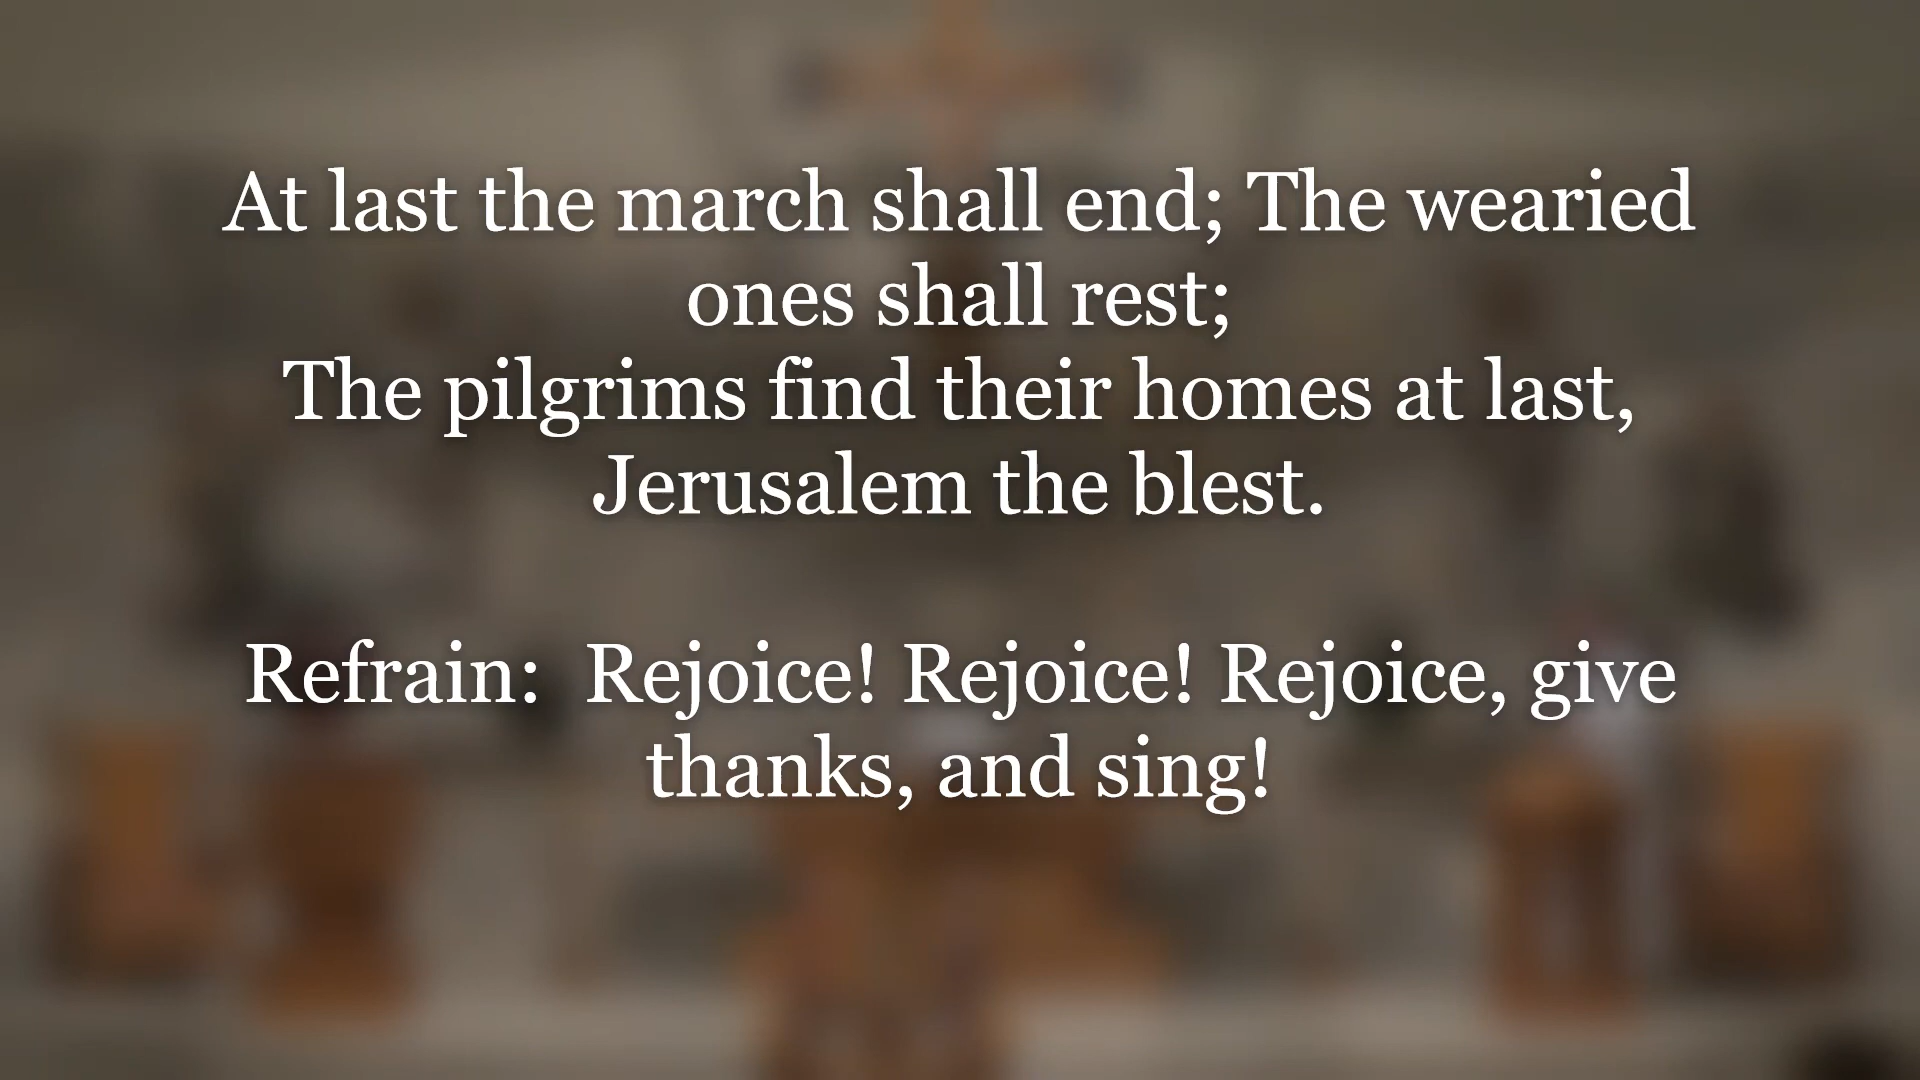 At last the march shall end; The wearied
ones shall rest;
The pilgrims find their homes at last,
Jerusalem the blest.
Refrain:  Rejoice! Rejoice! Rejoice, give
thanks, and sing!